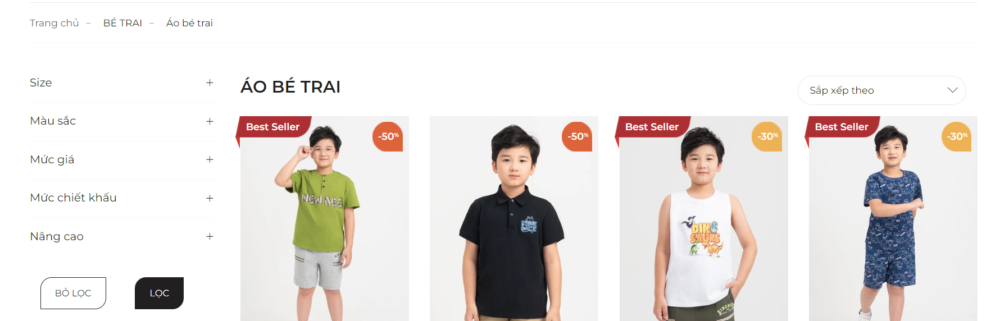 Trang chủ – BÉ TRAI – Áo bé trai
Size +
Màu sắc +
Mức giá +
Mức chiết khấu +
Nâng cao +
BỎ LỌC
LỌC
ÁO BÉ TRAI
Sắp xếp theo
Best Seller
-50%
NEW AGE
-50%
Best Seller
-30%
DINO
SAURS
Best Seller
-30%